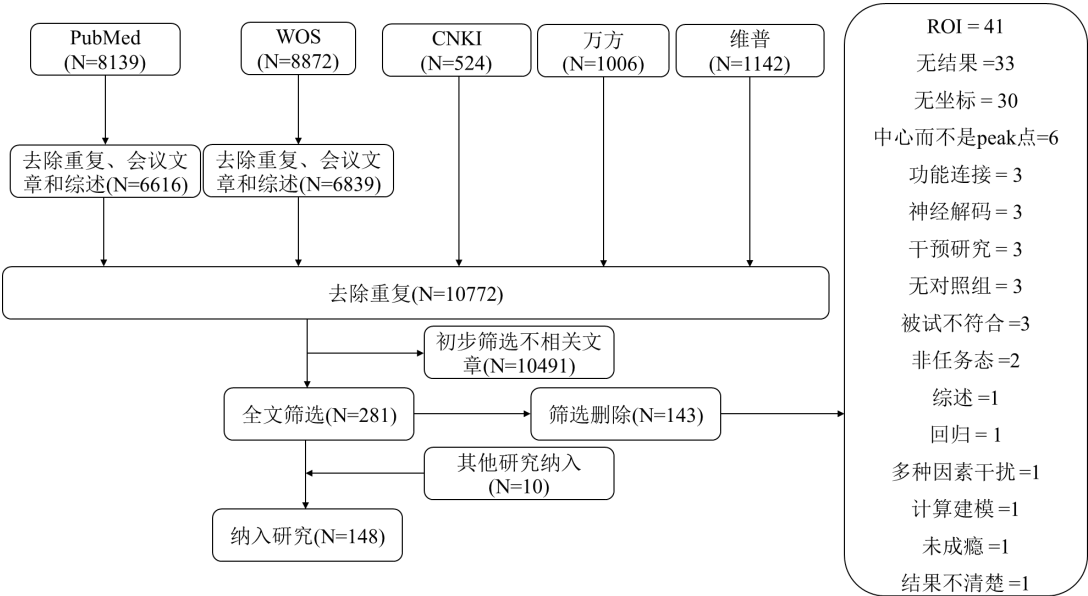 PubMed
(N=8139)
WOS
(N=8872)
CNKI
(N=524)
万方
(N=1006)
维普
(N=1142)
去除重复、会议文
章和综述(N=6616)
去除重复、会议文
章和综述(N=6839)
去除重复(N=10772)
初步筛选不相关文
章(N=10491)
全文筛选(N=281)
筛选删除(N=143)
其他研究纳入
(N=10)
纳入研究(N=148)
ROI = 41
无结果 =33
无坐标 = 30
中心而不是peak点=6
功能连接 = 3
神经解码 = 3
干预研究 = 3
无对照组 = 3
被试不符合 =3
非任务态 =2
综述 =1
回归 = 1
多种因素干扰 =1
计算建模 =1
未成瘾 =1
结果不清楚 =1